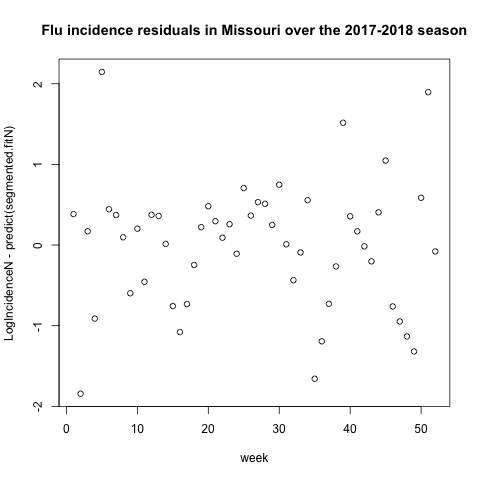 Flu incidence residuals in Missouri over the 2017-2018 season
LogIncidenceN - predict(segmented.fitN)
2
1
0
-1
-2
0 10 20 30 40 50
week